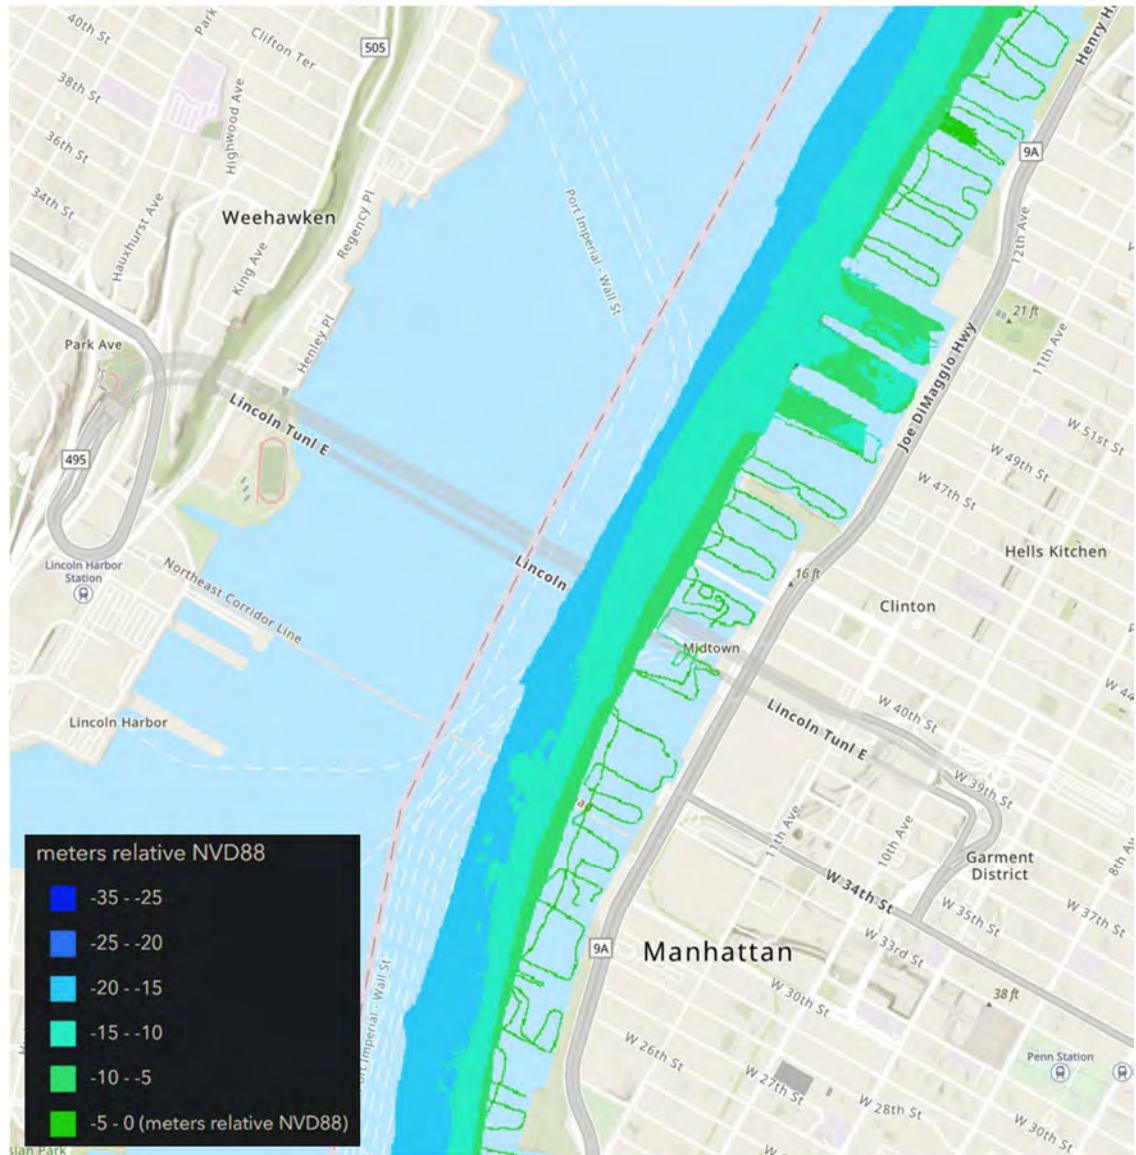 40th St
Park
Clifton Ter
505
Henry H
38th St
Highwood Ave
36th St
9A
34th St
Hauxhurst Ave
Weehawken
Regency Pl
King Ave
Port Imperial - Wall St
12th Ave
Henley Pl
21 ft
11th Ave
Park Ave
Joe DiMaggio Hwy
Lincoln Tunl E
W 51st St
495
W 49th St
W 47th St
Lincoln Harbor
Station
Lincoln
Hells Kitchen
16 ft
Northeast Corridor Line
Clinton
Midtown
W 44
Lincoln Harbor
W 40th St
Lincoln Tunl E
W 39th St
11th Ave
10th Ave
8th Av
Garment
District
W 34th St
W 35th St
W 37th St
9A
Manhattan
W 33rd St
W 30th St
38 ft
Port Imperial - Wall St
W 26th St
Penn Station
W 27th St
W 28th St
W 30th St
meters relative NVD88
-35 - -25
-25 - -20
-20 - -15
-15 - -10
-10 - -5
-5 - 0 (meters relative NVD88)
sian Park